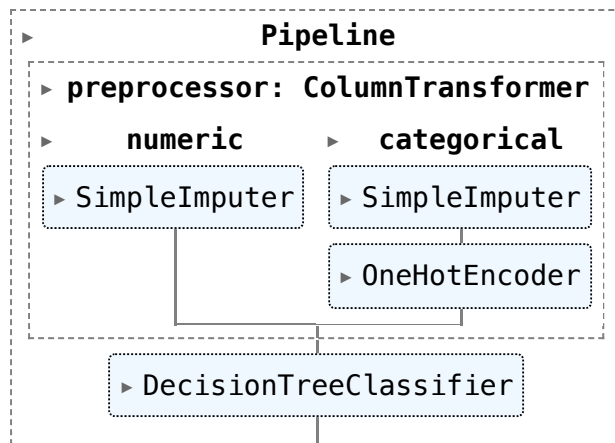 Pipeline
preprocessor: ColumnTransformer
numeric categorical
SimpleImputer SimpleImputer
OneHotEncoder
DecisionTreeClassifier